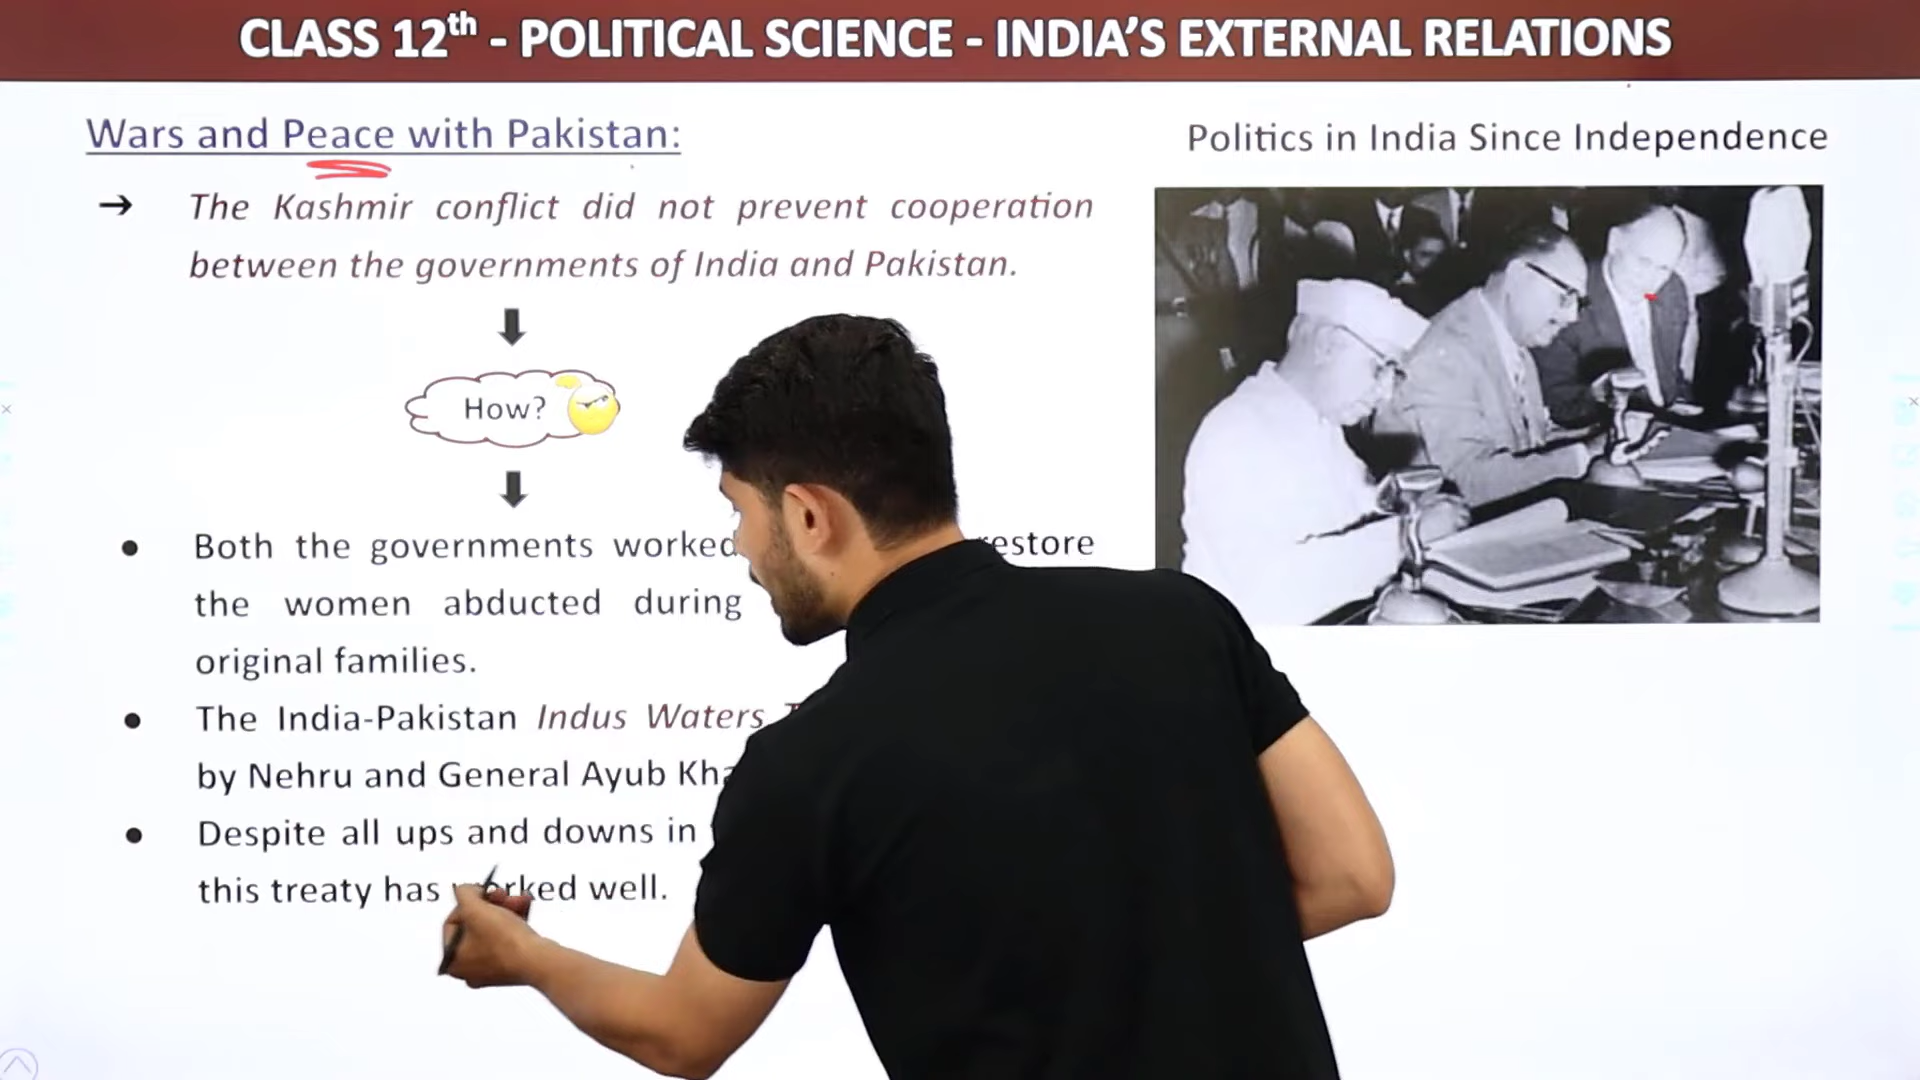 CLASS 12th - POLITICAL SCIENCE - INDIA'S EXTERNAL RELATIONS
Wars and Peace with Pakistan:
Politics in India Since Independence
→ The Kashmir conflict did not prevent cooperation
between the governments of India and Pakistan.
How?
● Both the governments worked
the women abducted during
original families.
● The India-Pakistan Indus Waters
by Nehru and General Ayub
● Despite all ups and downs in
this treaty has worked well.